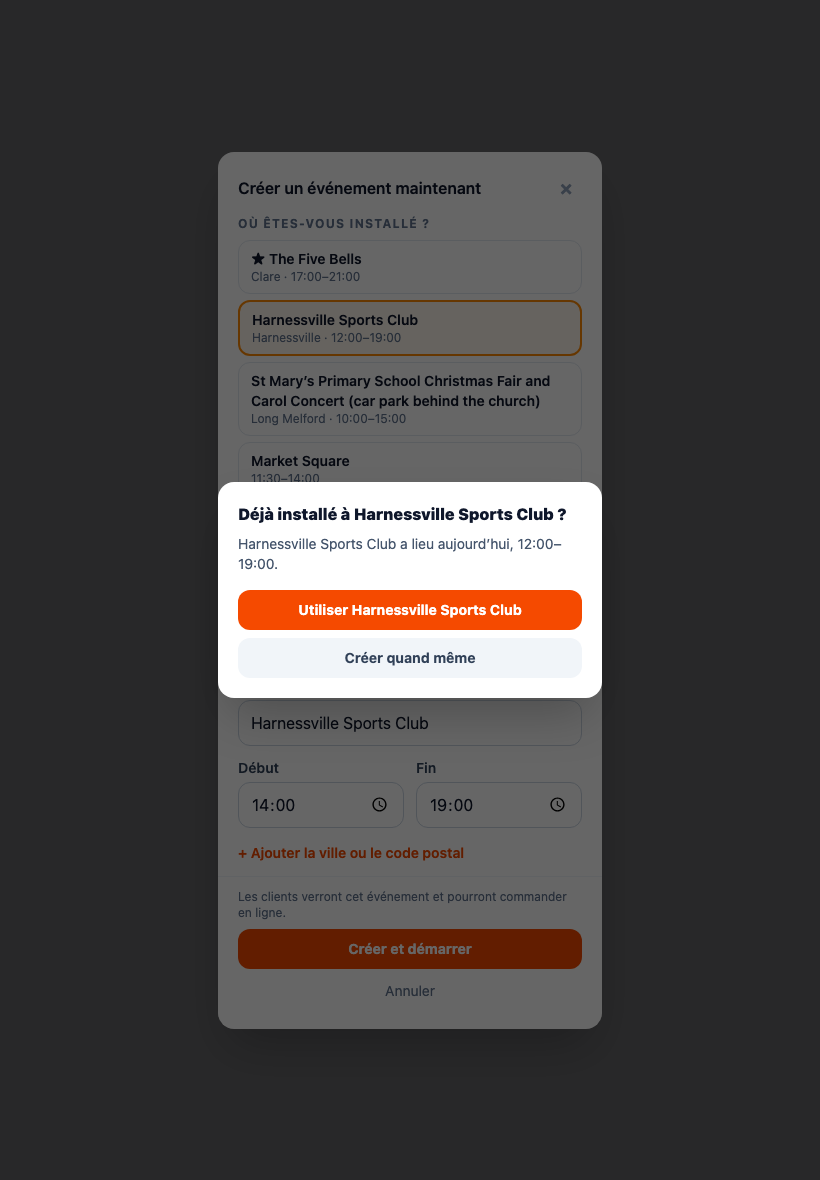 Créer un événement maintenant
OÙ ÊTES-VOUS INSTALLÉ ?
★ The Five Bells
Clare · 17:00–21:00
Harnessville Sports Club
Harnessville · 12:00–19:00
St Mary’s Primary School Christmas Fair and
Carol Concert (car park behind the church)
Long Melford · 10:00–15:00
Market Square
11:30–14:00
Déjà installé à Harnessville Sports Club ?
Harnessville Sports Club a lieu aujourd’hui, 12:00–
19:00.
Utiliser Harnessville Sports Club
Créer quand même
Harnessville Sports Club
Début Fin
14:00 19:00
+ Ajouter la ville ou le code postal
Les clients verront cet événement et pourront commander
en ligne.
Créer et démarrer
Annuler